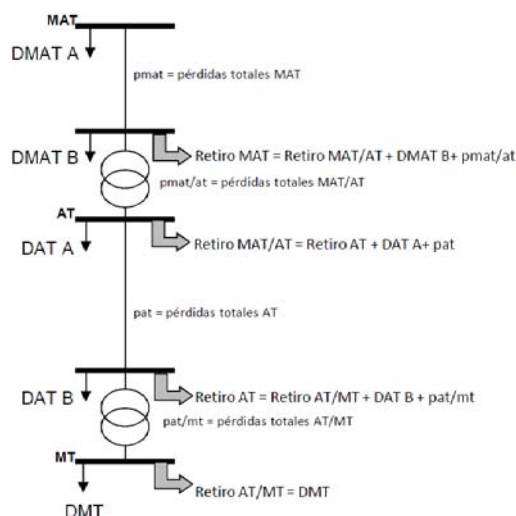 MAT
DMAT A
pmat = pérdidas totales MAT
DMAT B
Retiro MAT = Retiro MAT/AT + DMAT B+ pmat/at
pmat/at = pérdidas totales MAT/AT
AT
DAT A
Retiro MAT/AT = Retiro AT + DAT A+ pat
pat = pérdidas totales AT
DAT B
Retiro AT = Retiro AT/MT + DAT B + pat/mt
pat/mt = pérdidas totales AT/MT
MT
Retiro AT/MT = DMT
DMT